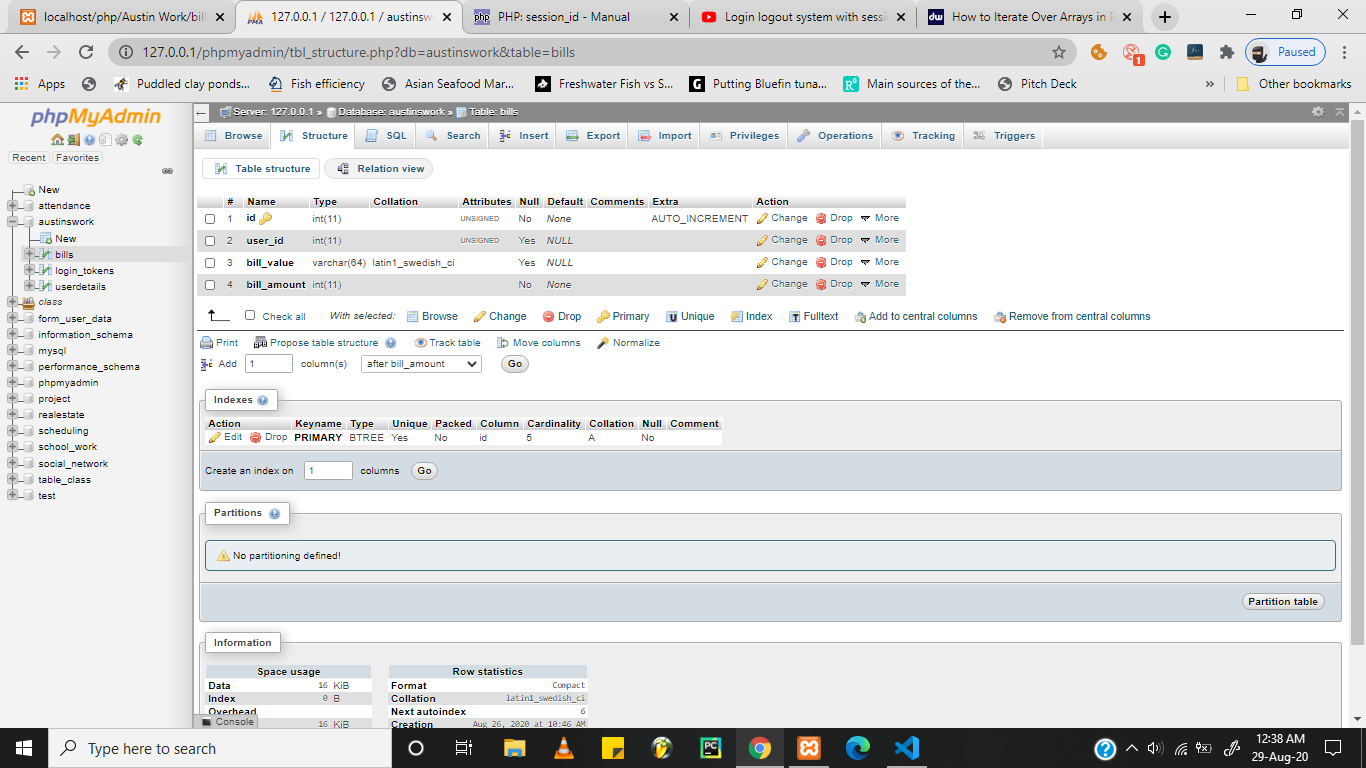 localhost/php/Austin Work/bill
127.0.0.1 / 127.0.0.1 / austinsw
PHP: session_id - Manual
Login logout system with sessi
How to Iterate Over Arrays in P
127.0.0.1/phpmyadmin/tbl_structure.php?db=austinswork&table=bills
1
Paused
Apps
Puddled clay ponds...
Fish efficiency
Asian Seafood Mar...
Freshwater Fish vs S...
Putting Bluefin tuna...
Main sources of the...
Pitch Deck
»
Other bookmarks
phpMyAdmin
Recent
Favorites
New
attendance
austinswork
New
bills
login_tokens
userdetails
class
form_user_data
information_schema
mysql
performance_schema
phpmyadmin
project
realestate
scheduling
school_work
social_network
table_class
test
Server: 127.0.0.1 » Database: austinswork » Table: bills
Browse Structure SQL Search Insert Export Import Privileges Operations Tracking Triggers
Table structure Relation view
# Name Type Collation Attributes Null Default Comments Extra Action
1 id int(11) UNSIGNED No None AUTO_INCREMENT Change Drop More
2 user_id int(11) UNSIGNED Yes NULL Change Drop More
3 bill_value varchar(64) latin1_swedish_ci Yes NULL Change Drop More
4 bill_amount int(11) No None Change Drop More
Check all With selected: Browse Change Drop Primary Unique Index Fulltext Add to central columns Remove from central columns
Print Propose table structure Track table Move columns Normalize
Add 1 column(s) after bill_amount Go
Indexes
Action Keyname Type Unique Packed Column Cardinality Collation Null Comment
Edit Drop PRIMARY BTREE Yes No id 5 A No
Create an index on 1 columns Go
Partitions
No partitioning defined!
Partition table
Information
Space usage
Data 16 KiB
Index 0 B
Overhead
16 KiB
Row statistics
Format Compact
Collation latin1_swedish_ci
Next autoindex 6
Creation Aug 26, 2020 at 10:46 AM
Console
Type here to search
12:38 AM
29-Aug-20